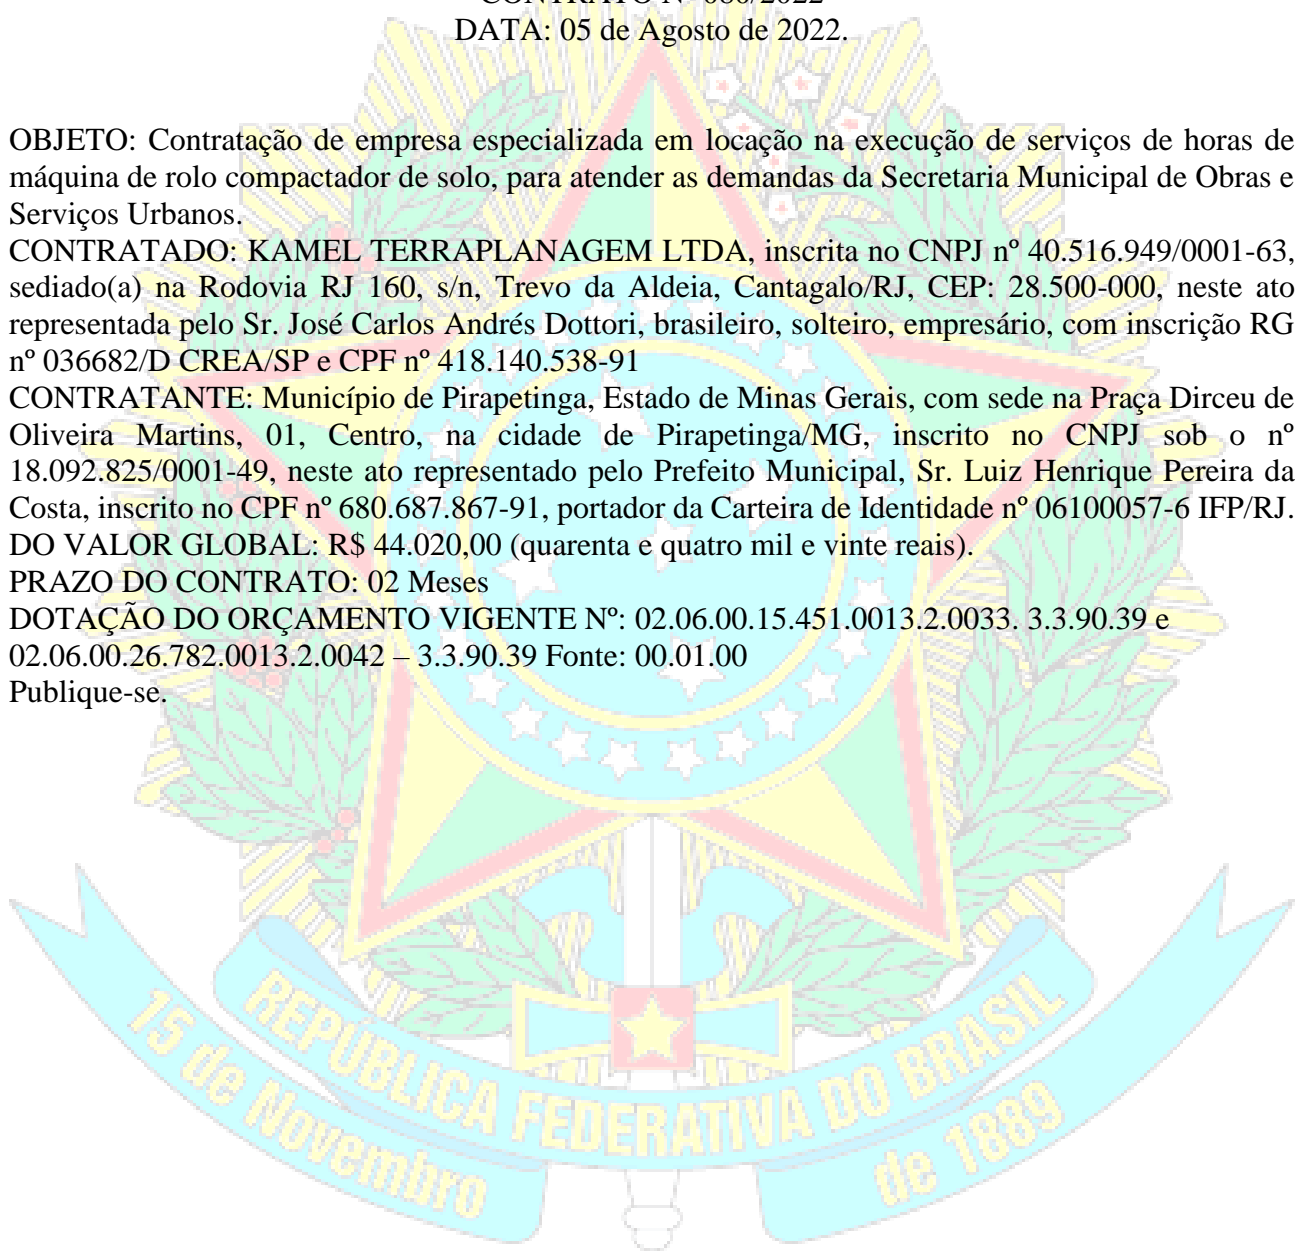 CONTRATO Nº 086/2022
DATA: 05 de Agosto de 2022.
OBJETO: Contratação de empresa especializada em locação na execução de serviços de horas de
máquina de rolo compactador de solo, para atender as demandas da Secretaria Municipal de Obras e
Serviços Urbanos.
CONTRATADO: KAMEL TERRAPLANAGEM LTDA, inscrita no CNPJ nº 40.516.949/0001-63,
sediado(a) na Rodovia RJ 160, s/n, Trevo da Aldeia, Cantagalo/RJ, CEP: 28.500-000, neste ato
representada pelo Sr. José Carlos Andrés Dottori, brasileiro, solteiro, empresário, com inscrição RG
nº 036682/D CREA/SP e CPF nº 418.140.538-91
CONTRATANTE: Município de Pirapetinga, Estado de Minas Gerais, com sede na Praça Dirceu de
Oliveira Martins, 01, Centro, na cidade de Pirapetinga/MG, inscrito no CNPJ sob o nº
18.092.825/0001-49, neste ato representado pelo Prefeito Municipal, Sr. Luiz Henrique Pereira da
Costa, inscrito no CPF nº 680.687.867-91, portador da Carteira de Identidade nº 06100057-6 IFP/RJ.
DO VALOR GLOBAL: R$ 44.020,00 (quarenta e quatro mil e vinte reais).
PRAZO DO CONTRATO: 02 Meses
DOTAÇÃO DO ORÇAMENTO VIGENTE Nº: 02.06.00.15.451.0013.2.0033. 3.3.90.39 e
02.06.00.26.782.0013.2.0042 – 3.3.90.39 Fonte: 00.01.00
Publique-se.
REPÚBLICA FEDERATIVA DO BRASIL
15 de Novembro
de 1889